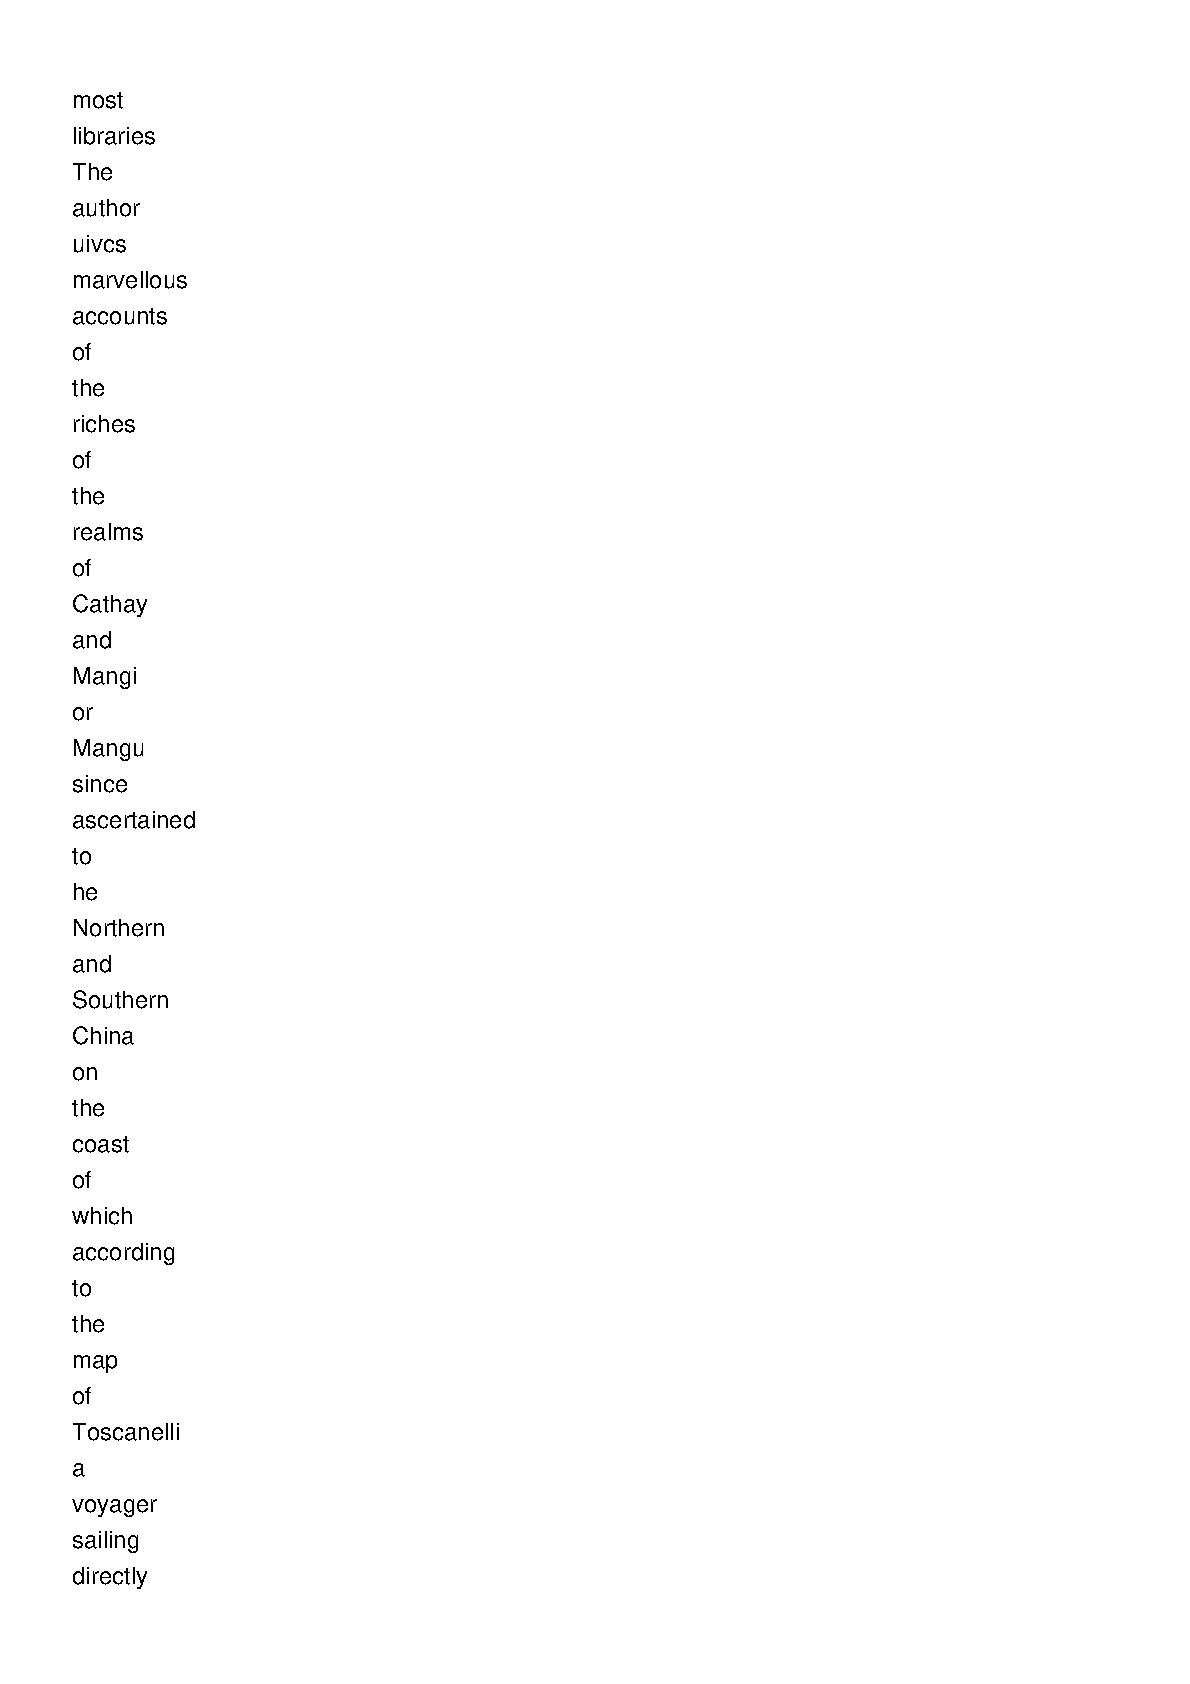 most
libraries
The
author
uivcs
marvellous
accounts
of
the
riches
of
the
realms
of
Cathay
and
Mangi
or
Mangu
since
ascertained
to
he
Northern
and
Southern
China
on
the
coast
of
which
according
to
the
map
of
Toscanelli
a
voyager
sailing
directly